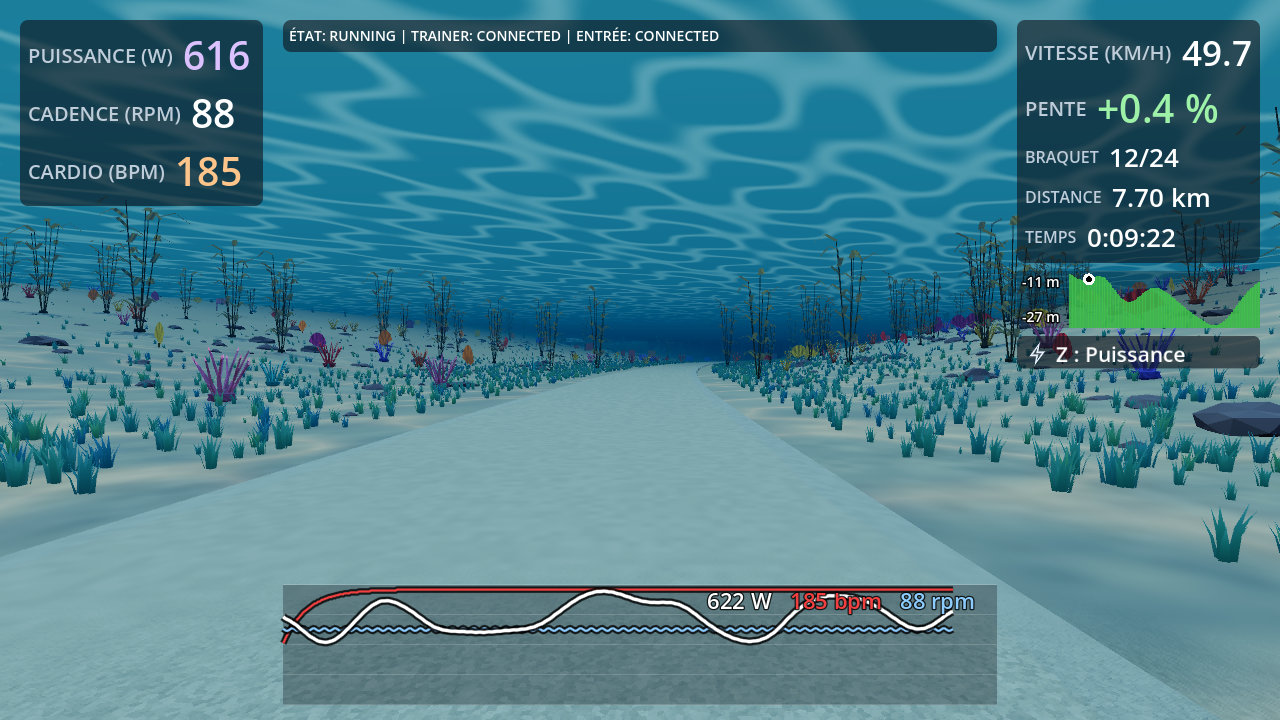 PUISSANCE (W) 616
CADENCE (RPM) 88
CARDIO (BPM) 185
ÉTAT: RUNNING | TRAINER: CONNECTED | ENTRÉE: CONNECTED
VITESSE (KM/H) 49.7
PENTE +0.4 %
BRAQUET 12/24
DISTANCE 7.70 km
TEMPS 0:09:22
-11 m
-27 m
Z : Puissance
622 W 185 bpm 88 rpm